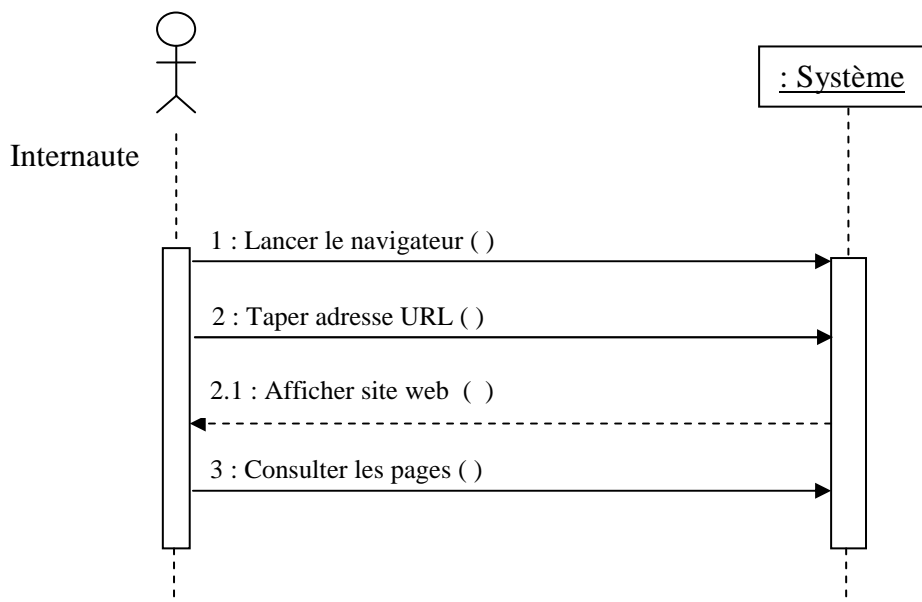 : Système
Internaute
1 : Lancer le navigateur ( )
2 : Taper adresse URL ( )
2.1 : Afficher site web  (  )
3 : Consulter les pages ( )